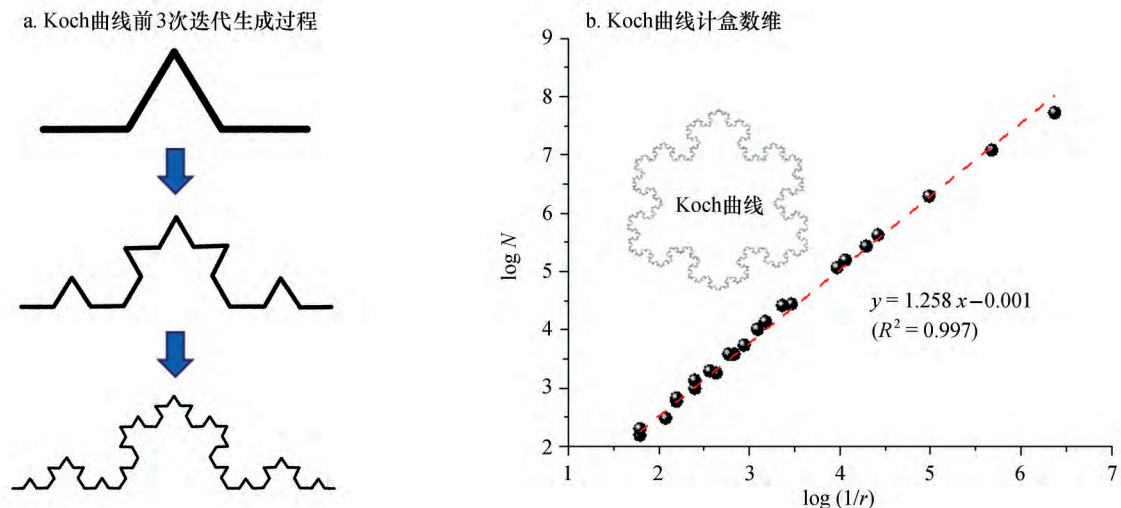 a. Koch曲线前3次迭代生成过程
b. Koch曲线计盒数维
9
8
7
6
5
4
3
2
log N
Koch曲线
y = 1.258 x−0.001
(R² = 0.997)
1 2 3 4 5 6 7
log (1/r)